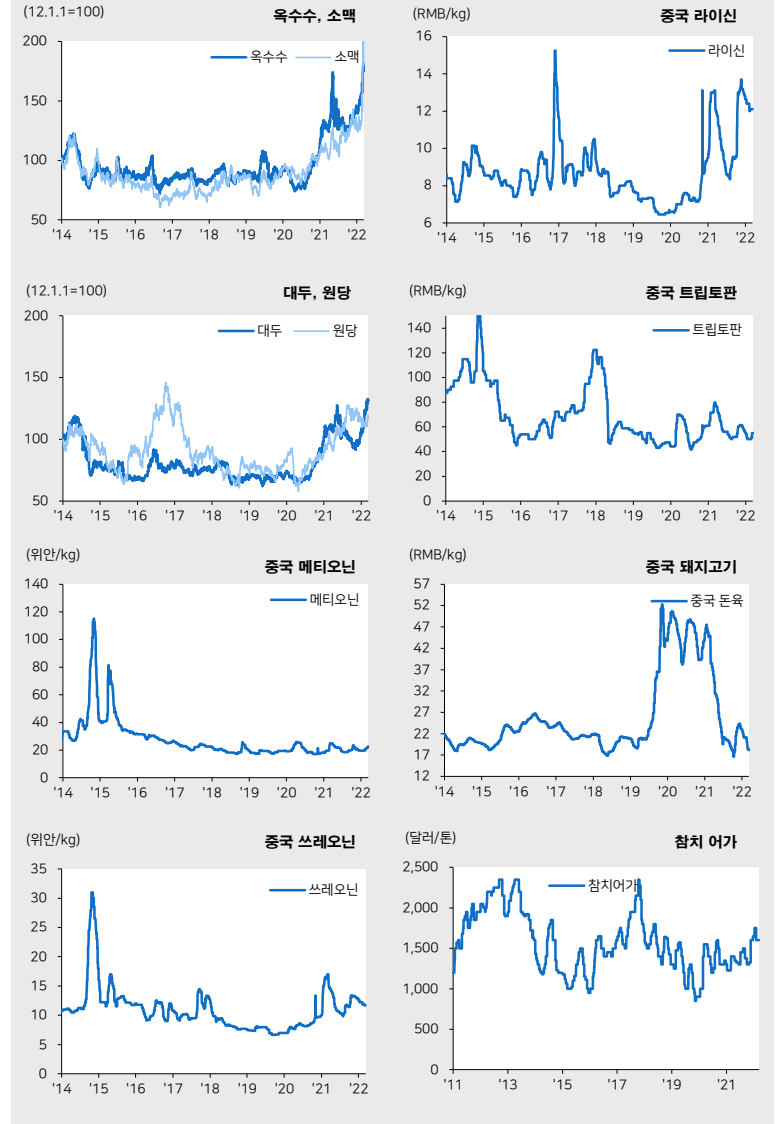 (12.1.1=100) 옥수수, 소맥
옥수수 소맥
200
150
100
50
'14 '15 '16 '17 '18 '19 '20 '21 '22
(RMB/kg) 중국 라이신
라이신
16
14
12
10
8
6
'14 '15 '16 '17 '18 '19 '20 '21 '22
(12.1.1=100) 대두, 원당
대두 원당
200
150
100
50
'14 '15 '16 '17 '18 '19 '20 '21 '22
(RMB/kg) 중국 트립토판
트립토판
140
120
100
80
60
40
20
0
'14 '15 '16 '17 '18 '19 '20 '21 '22
(위안/kg) 중국 메티오닌
메티오닌
140
120
100
80
60
40
20
0
'14 '15 '16 '17 '18 '19 '20 '21 '22
(RMB/kg) 중국 돼지고기
중국 돈육
57
52
47
42
37
32
27
22
17
12
'14 '15 '16 '17 '18 '19 '20 '21 '22
(위안/kg) 중국 쓰레오닌
쓰레오닌
35
30
25
20
15
10
5
0
'14 '15 '16 '17 '18 '19 '20 '21 '22
(달러/톤) 참치 어가
참치어가
2,500
2,000
1,500
1,000
500
0
'11 '13 '15 '17 '19 '21